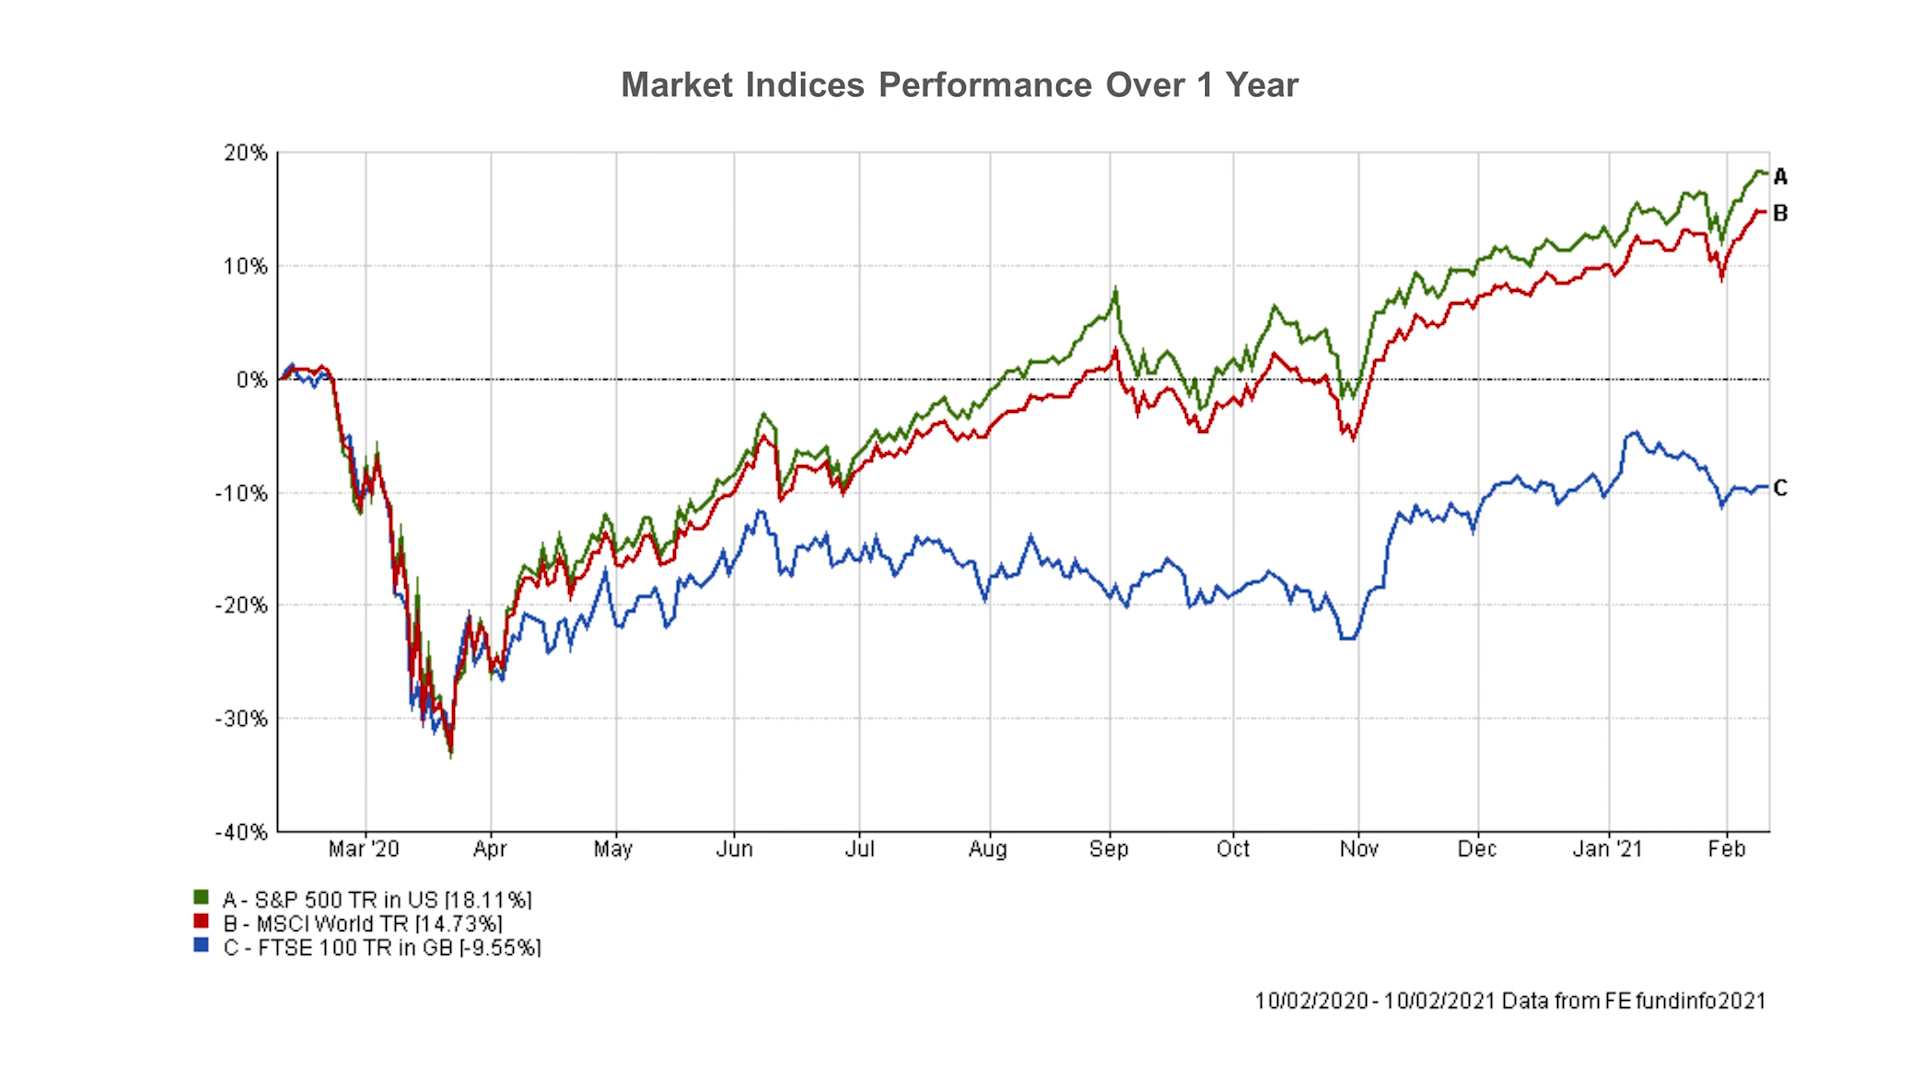 Market Indices Performance Over 1 Year
20%
A
B
10%
0%
-10%
C
-20%
-30%
-40%
Mar '20 Apr May Jun Jul Aug Sep Oct Nov Dec Jan '21 Feb
A - S&P 500 TR in US [18.11%]
B - MSCI World TR [14.73%]
C - FTSE 100 TR in GB [-9.55%]
10/02/2020 - 10/02/2021 Data from FE fundinfo2021